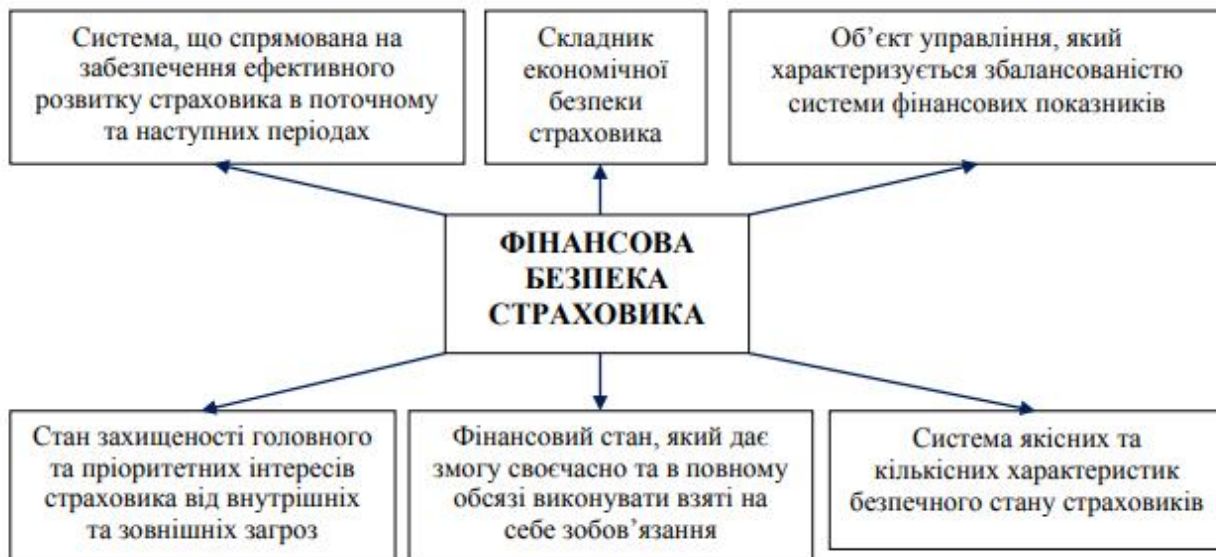 Система, що спрямована на
забезпечення ефективного
розвитку страховика в поточному
та наступних періодах
Складник
економічної
безпеки
страховика
Об’єкт управління, який
характеризується збалансованістю
системи фінансових показників
ФІНАНСОВА
БЕЗПЕКА
СТРАХОВИКА
Стан захищеності головного
та пріоритетних інтересів
страховика від внутрішніх
та зовнішніх загроз
Фінансовий стан, який дає
змогу своєчасно та в повному
обсязі виконувати взяті на
себе зобов’язання
Система якісних та
кількісних характеристик
безпечного стану страховиків